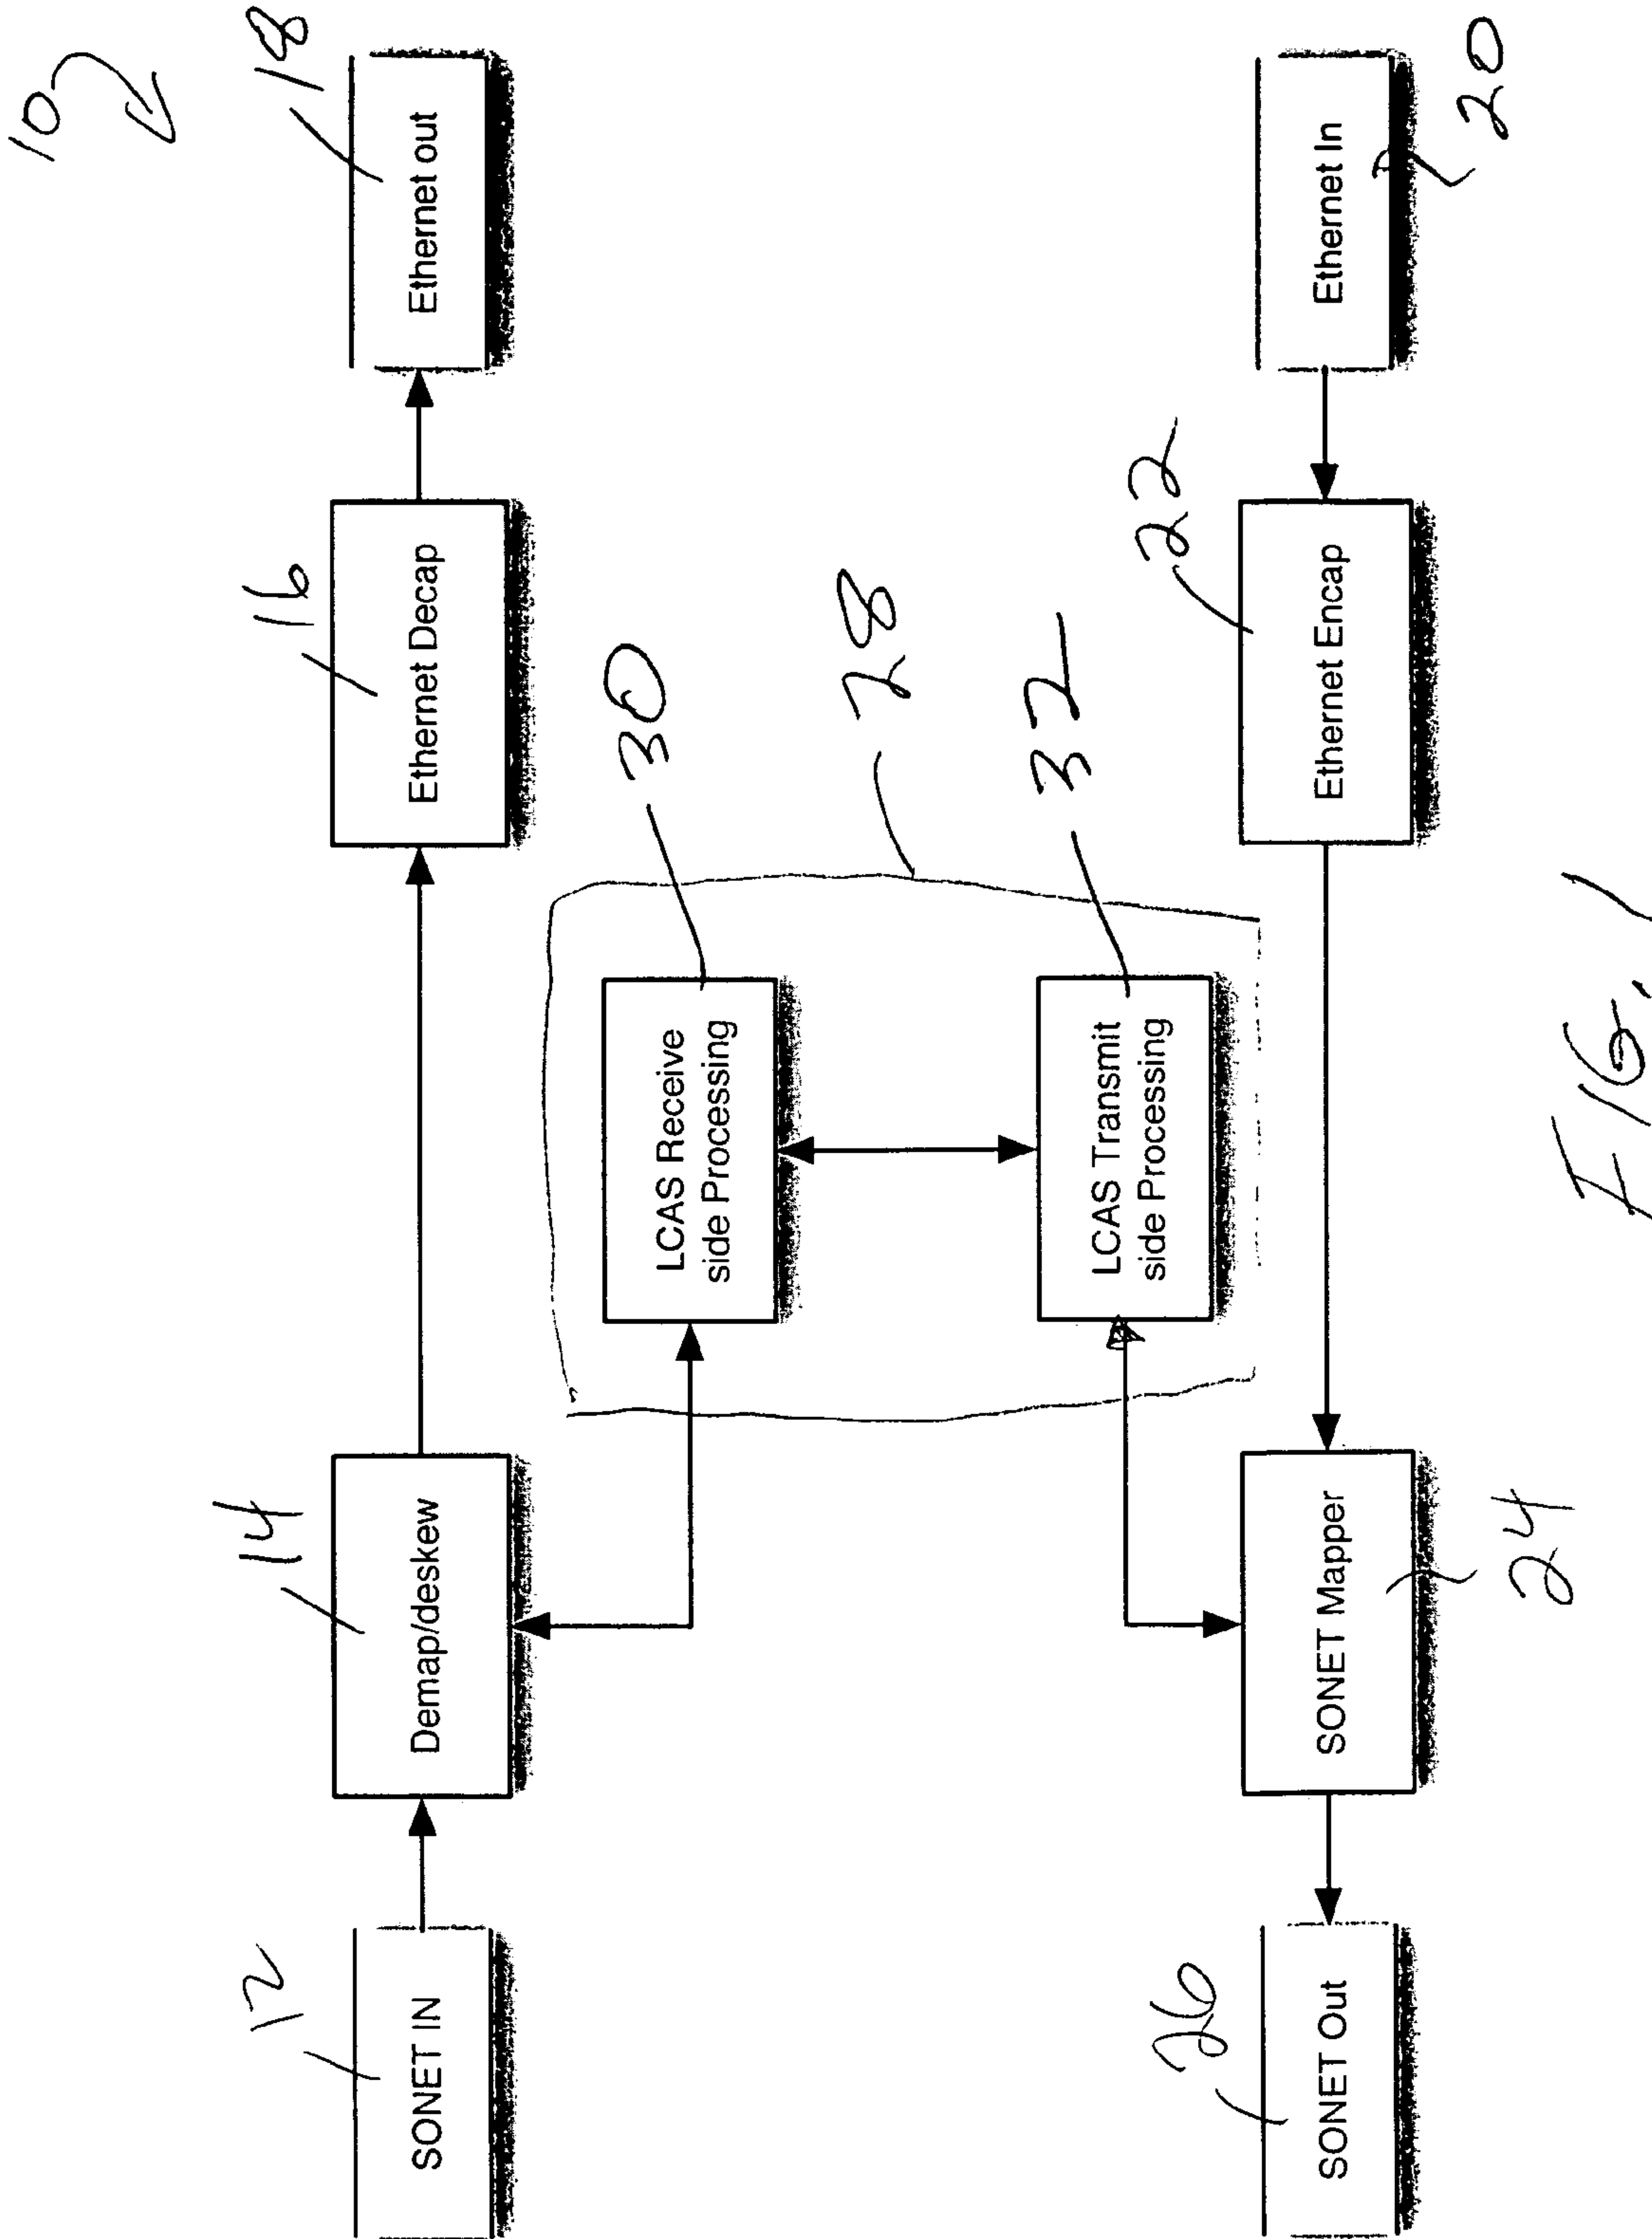 10
12
SONET IN
14
Demap/deskew
16
Ethernet Decap
18
Ethernet out
30
LCAS Receive
side Processing
28
32
LCAS Transmit
side Processing
26
SONET Out
SONET Mapper
24
22
Ethernet Encap
Ethernet In
20
FIG. 1